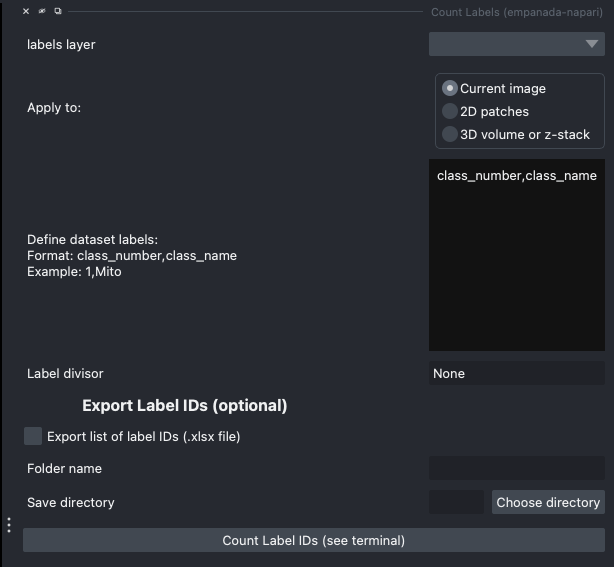 Count Labels (empanada-napari)
labels layer
Apply to:
Current image
2D patches
3D volume or z-stack
class_number,class_name
Define dataset labels:
Format: class_number,class_name
Example: 1,Mito
Label divisor
None
Export Label IDs (optional)
Export list of label IDs (.xlsx file)
Folder name
Save directory
Choose directory
Count Label IDs (see terminal)